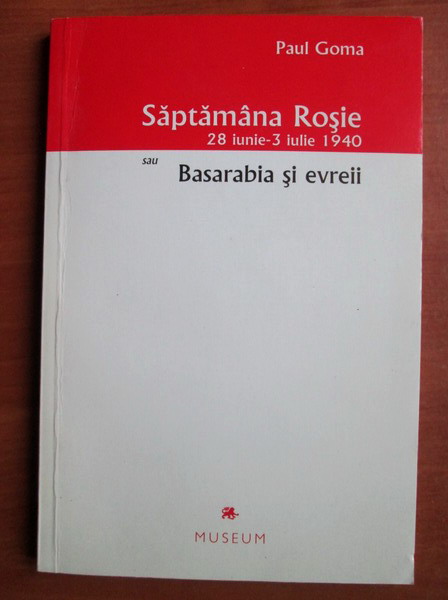 Paul Goma
Săptămâna Roşie
28 iunie-3 iulie 1940
sau
Basarabia şi evreii
MUSEUM